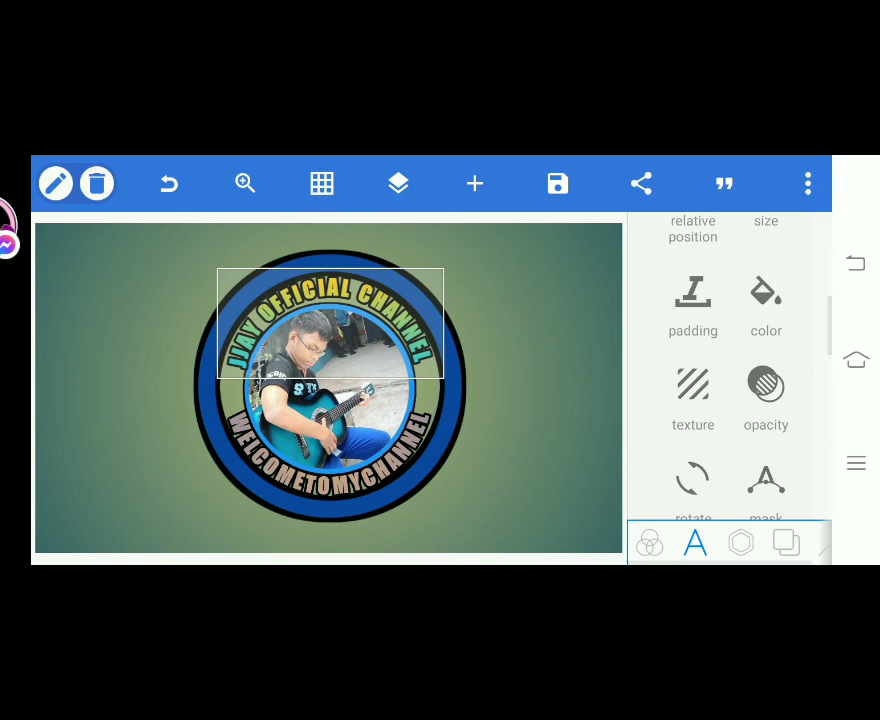 relative
position
size
padding
color
texture
opacity
rotate
mask
JJAY OFFICIAL CHANNEL
WELCOMETOMYCHANNEL